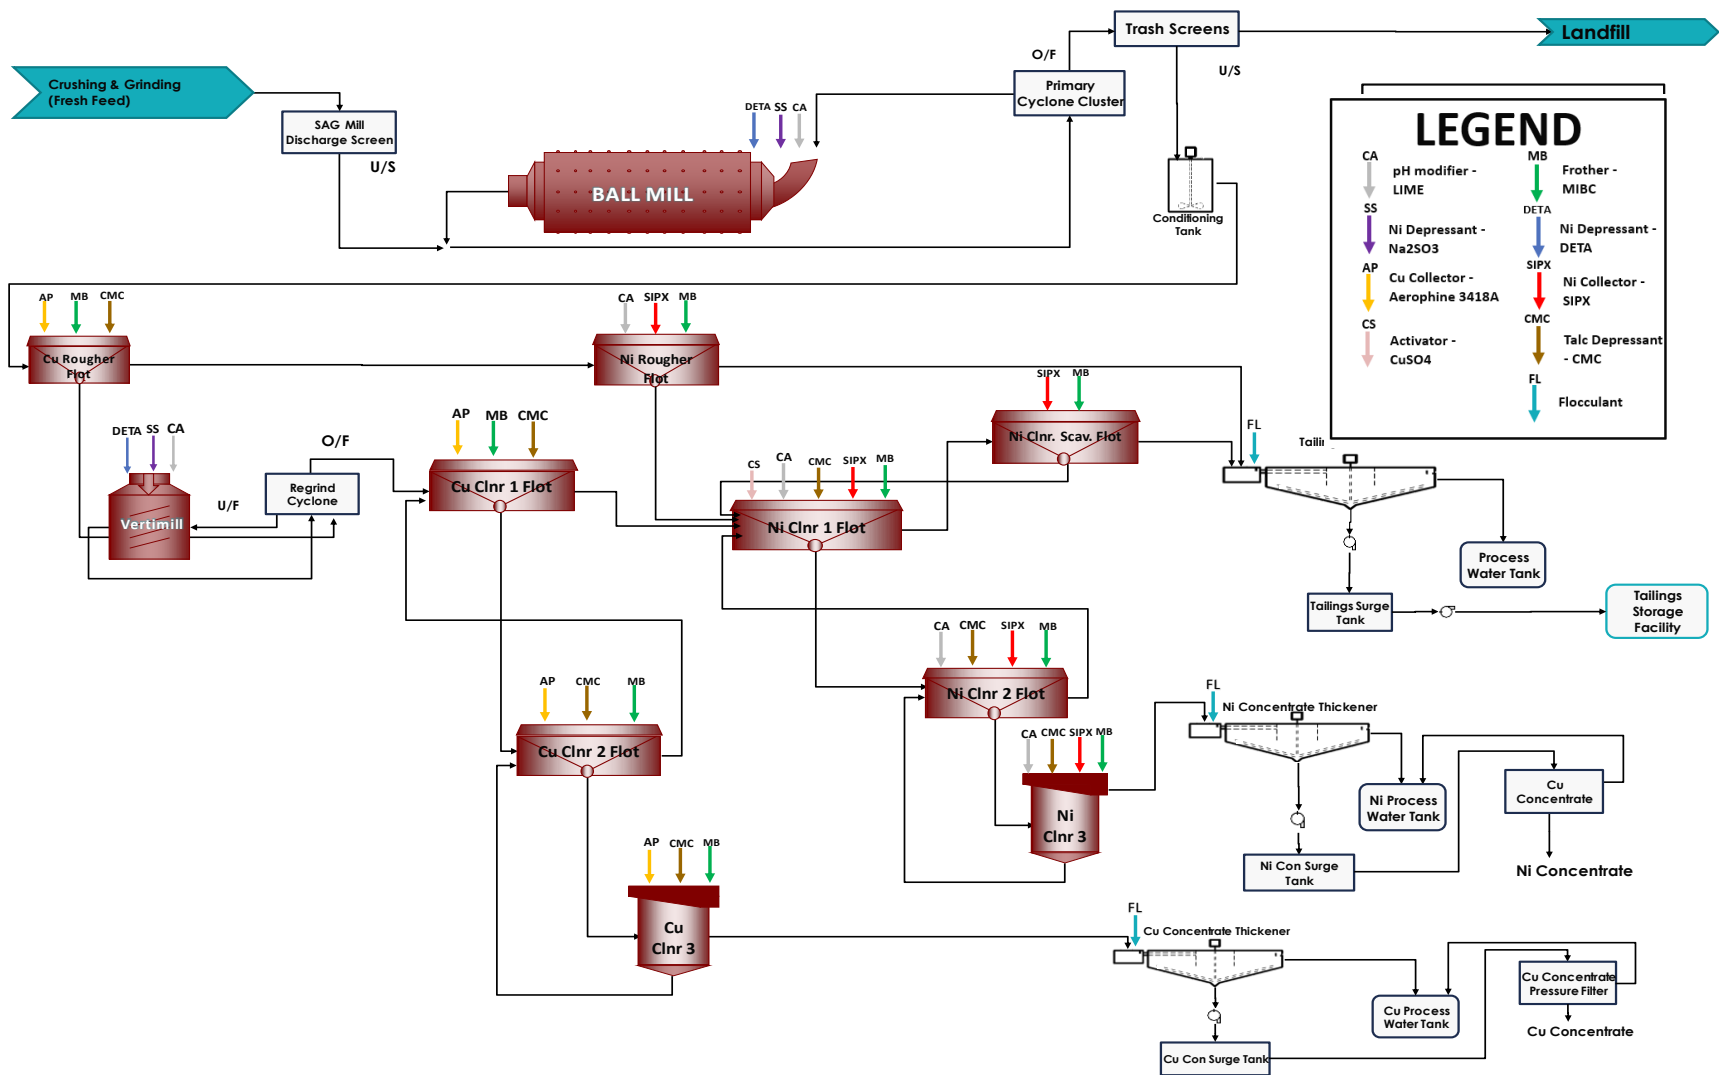 Trash Screens
Landfill
O/F
U/S
Crushing & Grinding
(Fresh Feed)
Primary
Cyclone Cluster
SAG Mill
Discharge Screen
U/S
DETA SS CA
BALL MILL
Conditioning
Tank
LEGEND
CA
pH modifier -
LIME
MB
Frother -
MIBC
SS
Ni Depressant -
Na2SO3
DETA
Ni Depressant -
DETA
AP
Cu Collector -
Aerophine 3418A
SIPX
Ni Collector -
SIPX
CS
Activator -
CuSO4
CMC
Talc Depressant
- CMC
FL
Flocculant
AP MB CMC
Cu Rougher
Flot
CA SIPX MB
Ni Rougher
Flot
SIPX MB
Ni Clnr. Scav. Flot
FL
DETA SS CA
Vertimill
O/F
U/F
Regrind
Cyclone
AP MB CMC
Cu Clnr 1 Flot
CS CA CMC SIPX MB
Ni Clnr 1 Flot
Process
Water Tank
Tailings Surge
Tank
Tailings
Storage
Facility
CA CMC SIPX MB
Ni Clnr 2 Flot
AP CMC MB
Cu Clnr 2 Flot
CA CMC SIPX MB
Ni
Clnr 3
FL
Ni Concentrate Thickener
Ni Process
Water Tank
Cu
Concentrate
Ni Con Surge
Tank
Ni Concentrate
AP CMC MB
Cu
Clnr 3
FL
Cu Concentrate Thickener
Cu Process
Water Tank
Cu Concentrate
Pressure Filter
Cu Concentrate
Cu Con Surge Tank